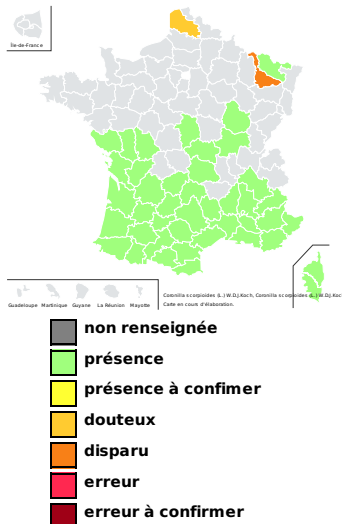 Île-de-France
Guadeloupe Martinique Guyane La Réunion Mayotte
Coronilla scorpioides (L.) W.D.J.Koch, Coronilla scorpioides (L.) W.D.J.Koc
Carte en cours d'élaboration.
non renseignée
présence
présence à confimer
douteux
disparu
erreur
erreur à confirmer